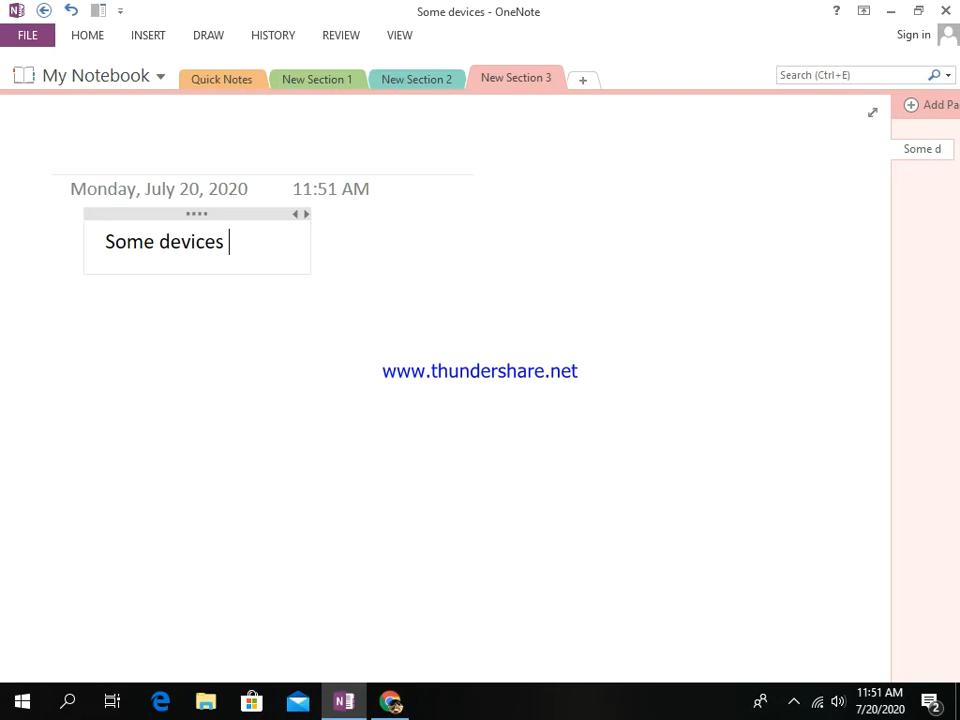 Some devices - OneNote
?
FILE HOME INSERT DRAW HISTORY REVIEW VIEW Sign in
My Notebook Quick Notes New Section 1 New Section 2 New Section 3 + Search (Ctrl+E)
Add Pa
Some d
Monday, July 20, 2020 11:51 AM
Some devices
www.thundershare.net
11:51 AM
7/20/2020
2